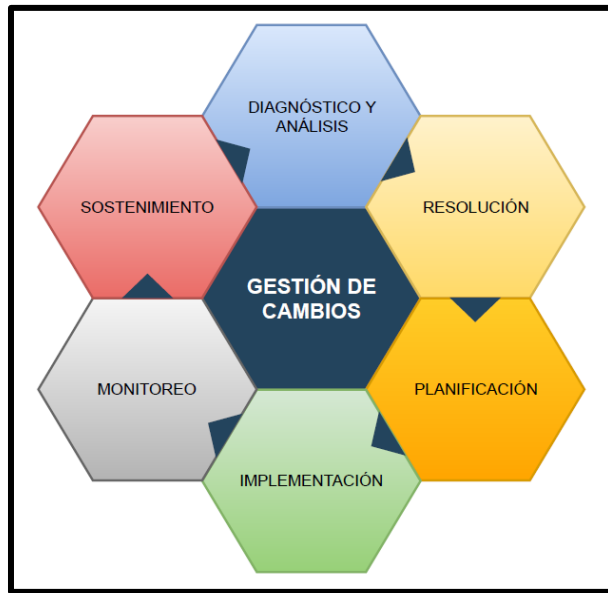 DIAGNÓSTICO Y
ANÁLISIS
SOSTENIMIENTO
RESOLUCIÓN
GESTIÓN DE
CAMBIOS
MONITOREO
PLANIFICACIÓN
IMPLEMENTACIÓN